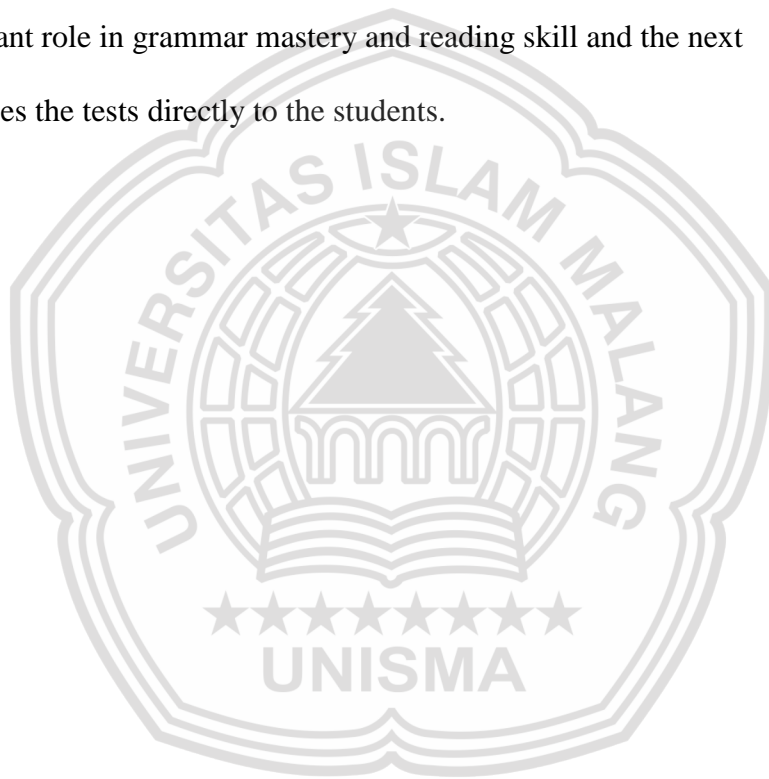 ant role in grammar mastery and reading skill and the next
es the tests directly to the students.
UNIVERSITAS ISLAM MALANG
UNISMA